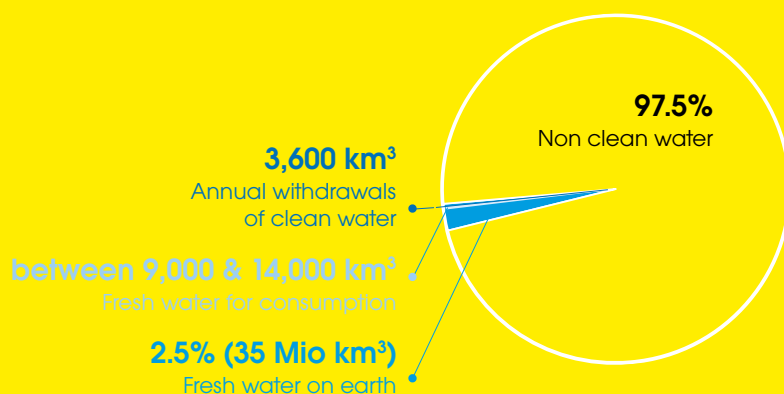 97.5%
Non clean water
3,600 km³
Annual withdrawals
of clean water
between 9,000 & 14,000 km³
Fresh water for consumption
2.5% (35 Mio km³)
Fresh water on earth